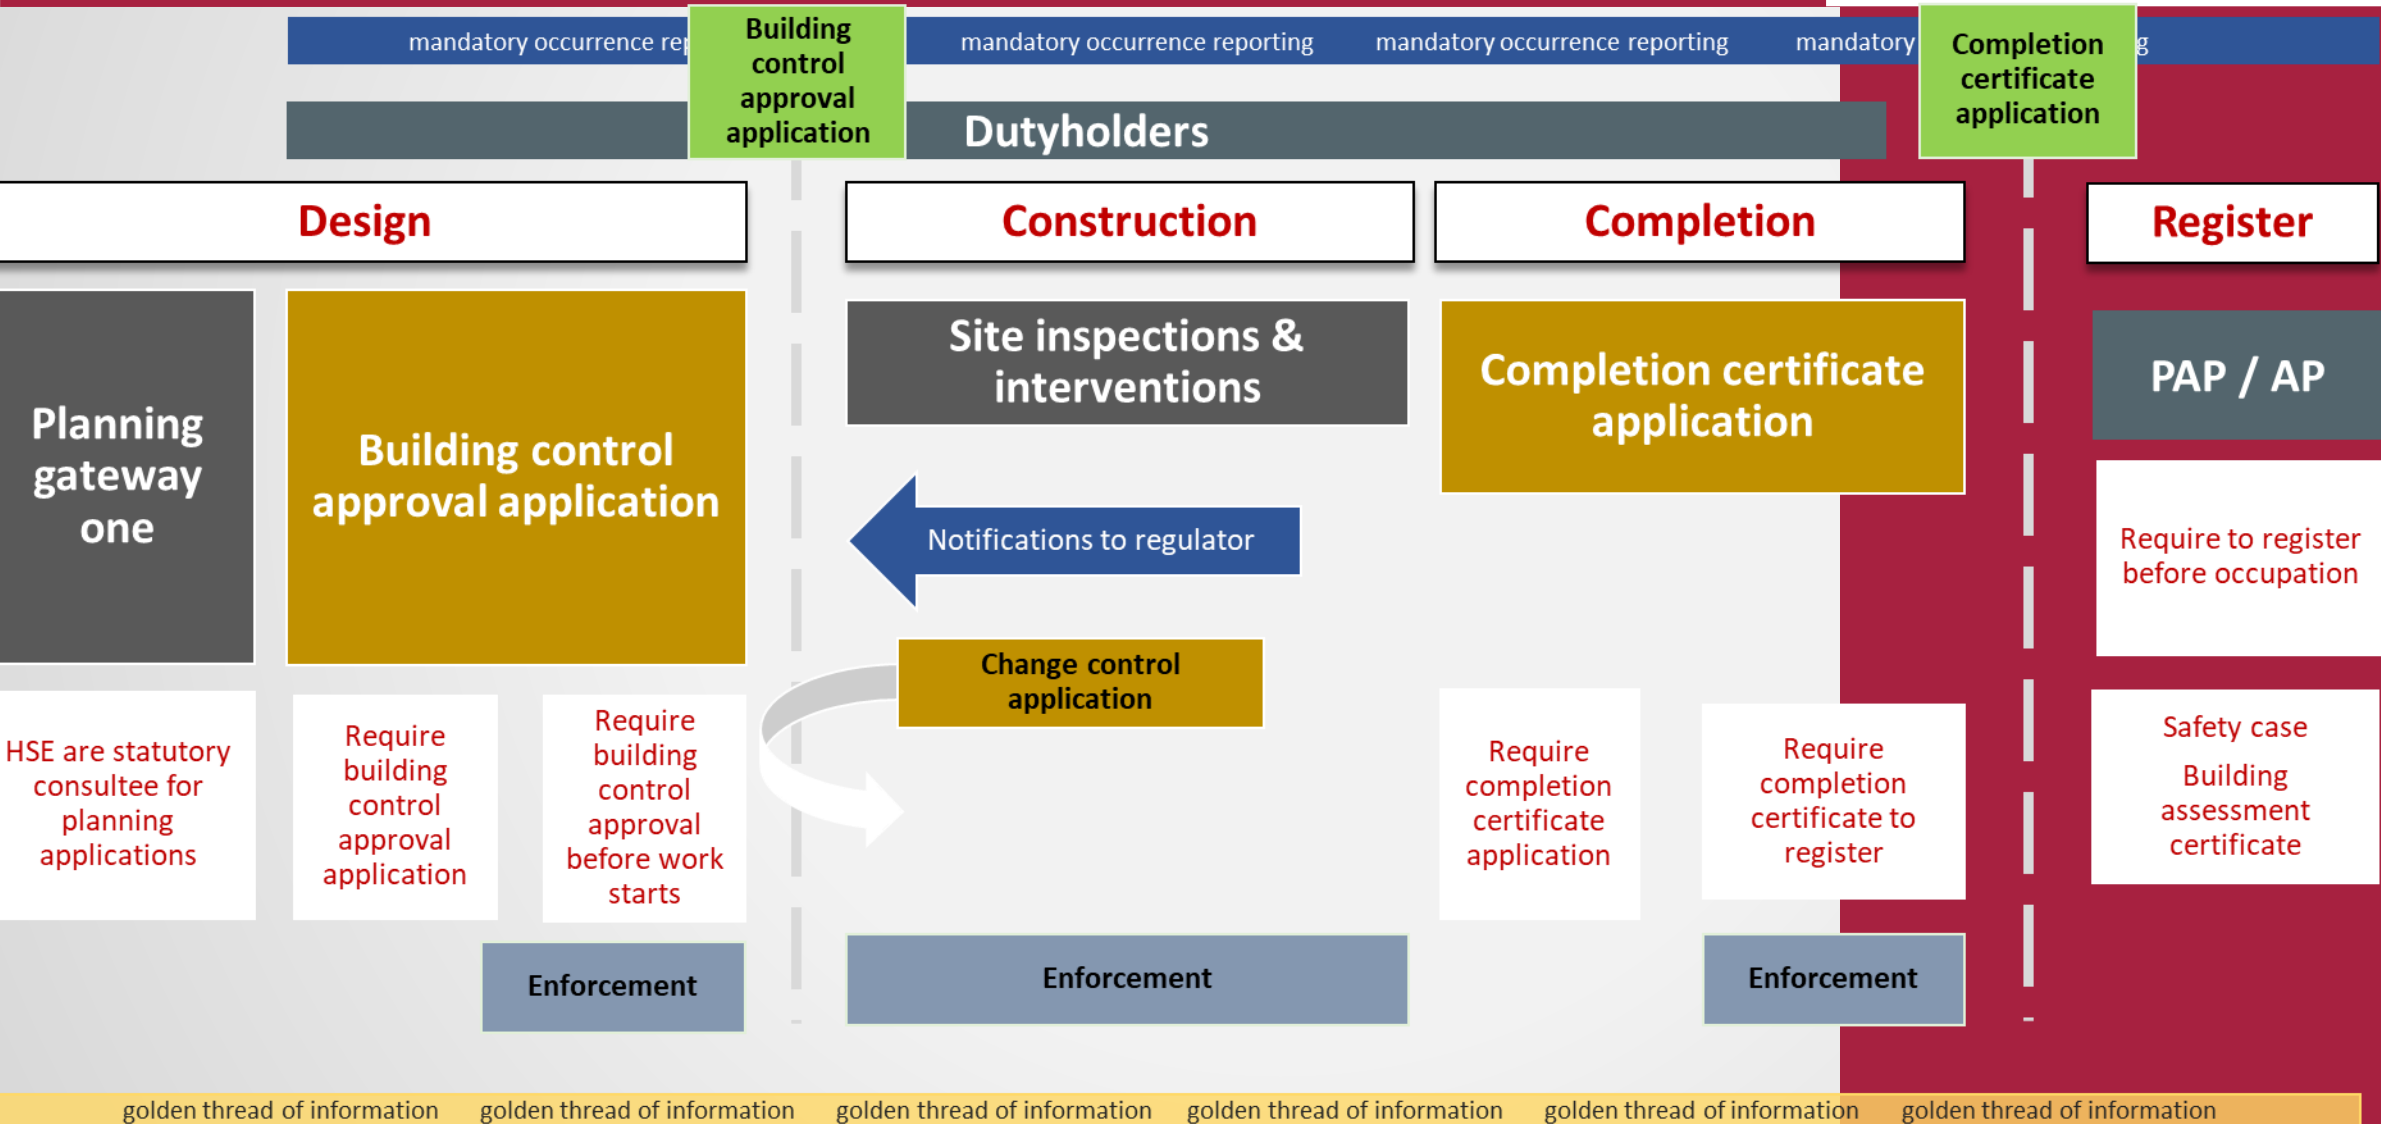 mandatory occurrence
mandatory occurrence reporting
mandatory occurrence reporting
mandatory
Building
control
approval
application
Completion
certificate
application
Dutyholders
Design
Construction
Completion
Register
Planning
gateway
one
Building control
approval application
Site inspections &
interventions
Completion certificate
application
PAP / AP
Notifications to regulator
Require to register
before occupation
Change control
application
HSE are statutory
consultee for
planning
applications
Require
building
control
approval
application
Require
building
control
approval
before work
starts
Require
completion
certificate
application
Require
completion
certificate to
register
Safety case
Building
assessment
certificate
Enforcement
Enforcement
Enforcement
golden thread of information
golden thread of information
golden thread of information
golden thread of information
golden thread of information
golden thread of information